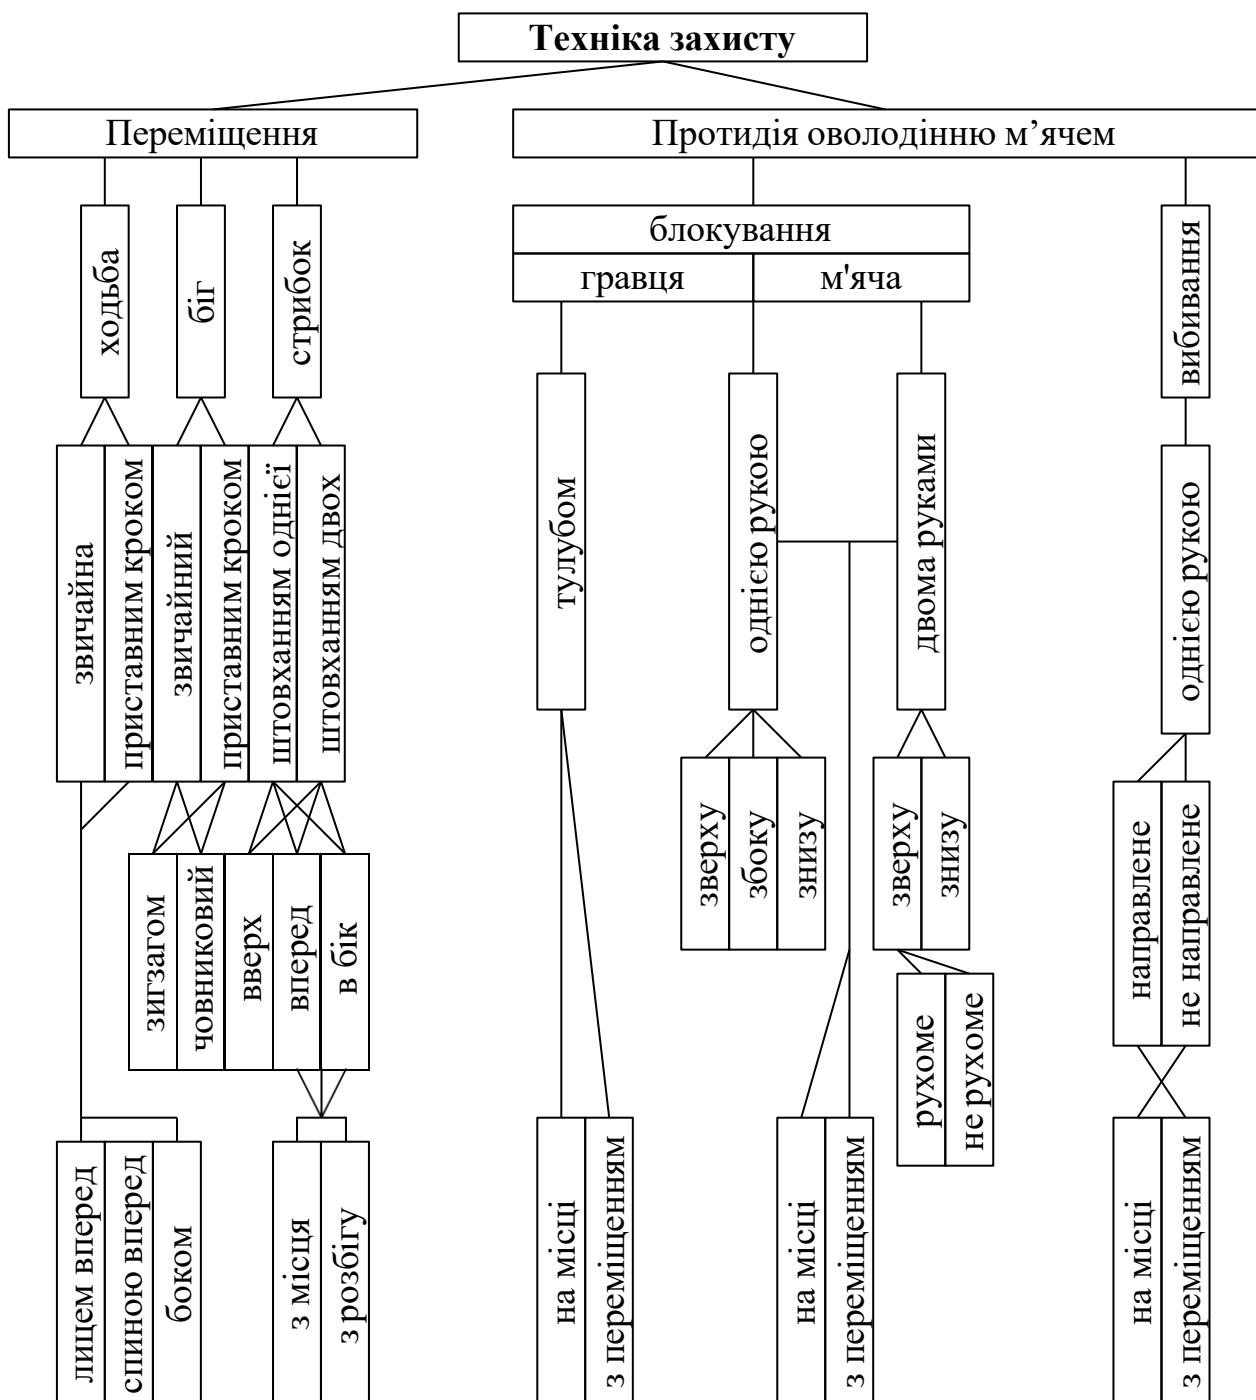 Техніка захисту
Переміщення
Протидія оволодінню м’ячем
ходьба
біг
стрибок
блокування
гравця
м'яча
вибивання
звичайна
приставним кроком
звичайний
приставним кроком
штовханням однієї
штовханням двох
тулубом
однією рукою
двома руками
однією рукою
зигзагом
човниковий
вверх
вперед
в бік
зверху
збоку
знизу
зверху
знизу
направлене
не направлене
рухоме
не рухоме
лицем вперед
спиною вперед
боком
з місця
з розбігу
на місці
з переміщенням
на місці
з переміщенням
на місці
з переміщенням